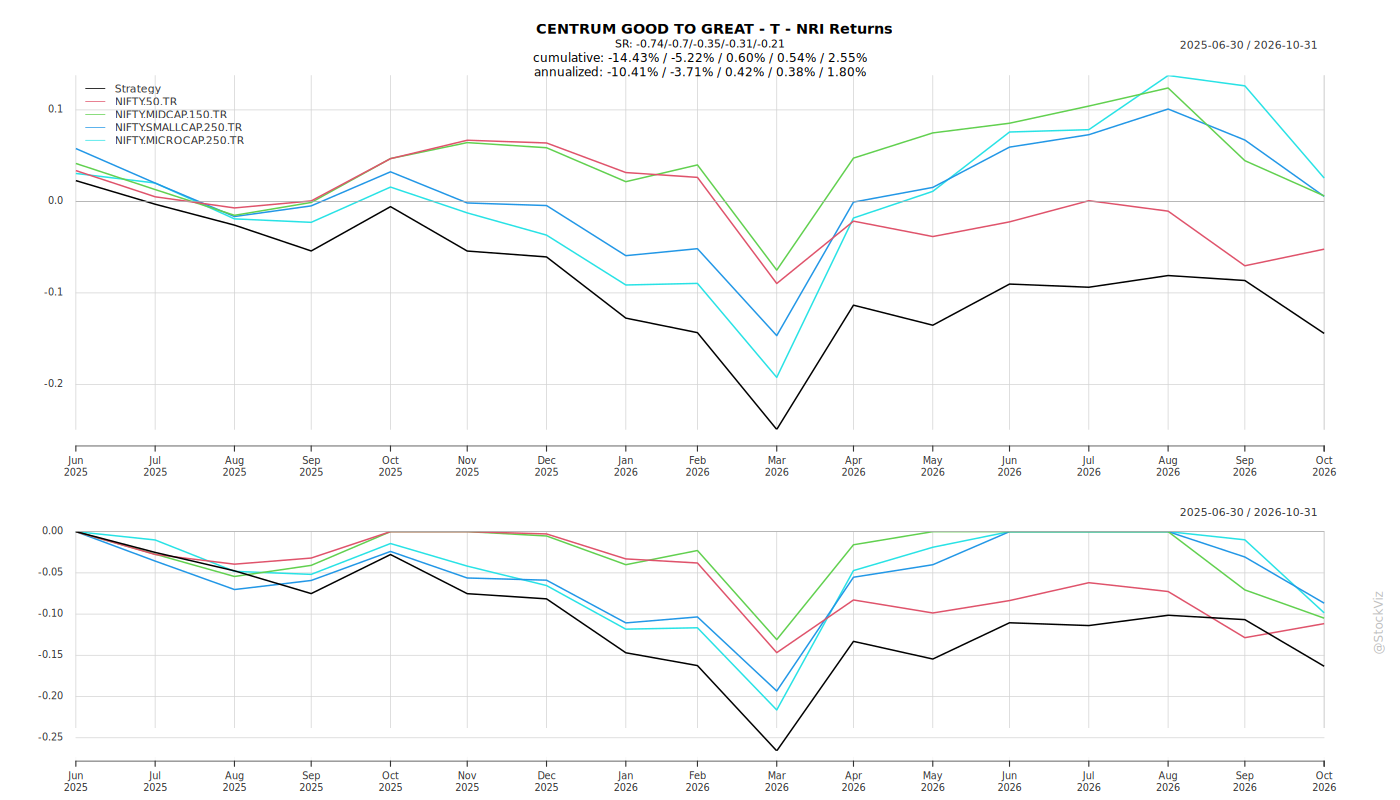 CENTRUM GOOD TO GREAT - T - NRI Returns
SR: -0.74/-0.7/-0.35/-0.31/-0.21
2025-06-30 / 2026-10-31
cumulative: -14.43% / -5.22% / 0.60% / 0.54% / 2.55%
annualized: -10.41% / -3.71% / 0.42% / 0.38% / 1.80%
Strategy
NIFTY.50.TR
NIFTY.MIDCAP.150.TR
NIFTY.SMALLCAP.250.TR
NIFTY.MICROCAP.250.TR
0.1
0.0
-0.1
-0.2
Jun Jul Aug Sep Oct Nov Dec Jan Feb Mar Apr May Jun Jul Aug Sep Oct
2025 2025 2025 2025 2025 2025 2025 2026 2026 2026 2026 2026 2026 2026 2026 2026 2026
2025-06-30 / 2026-10-31
0.00
-0.05
-0.10
-0.15
-0.20
-0.25
Jun Jul Aug Sep Oct Nov Dec Jan Feb Mar Apr May Jun Jul Aug Sep Oct
2025 2025 2025 2025 2025 2025 2025 2026 2026 2026 2026 2026 2026 2026 2026 2026 2026
@StockViz